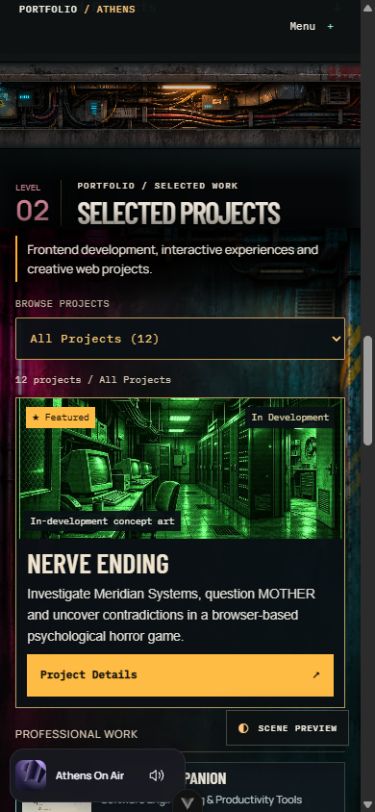 PORTFOLIO / ATHENS
Menu +
LEVEL
02
PORTFOLIO / SELECTED WORK
SELECTED PROJECTS
Frontend development, interactive experiences and
creative web projects.
BROWSE PROJECTS
All Projects (12)
12 projects / All Projects
★ Featured
In Development
In-development concept art
NERVE ENDING
Investigate Meridian Systems, question MOTHER
and uncover contradictions in a browser-based
psychological horror game.
Project Details ↗
SCENE PREVIEW
PROFESSIONAL WORK
Athens On Air
PANION
& Productivity Tools